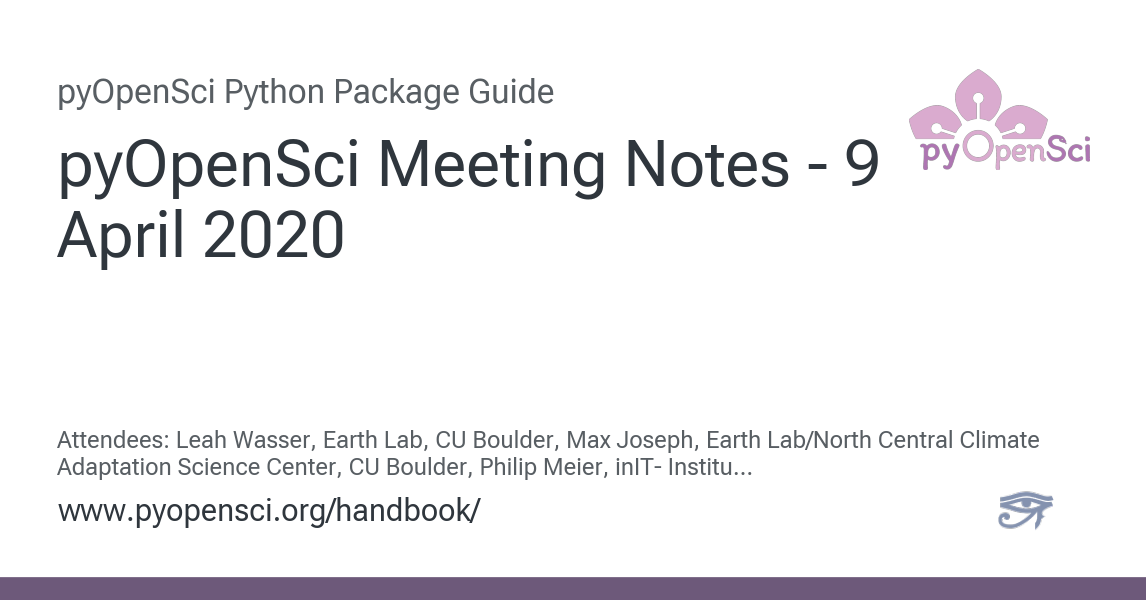 pyOpenSci Python Package Guide
pyOpenSci Meeting Notes - 9
April 2020
pyOpenSci
Attendees: Leah Wasser, Earth Lab, CU Boulder, Max Joseph, Earth Lab/North Central Climate
Adaptation Science Center, CU Boulder, Philip Meier, inIT- Institu...
www.pyopensci.org/handbook/